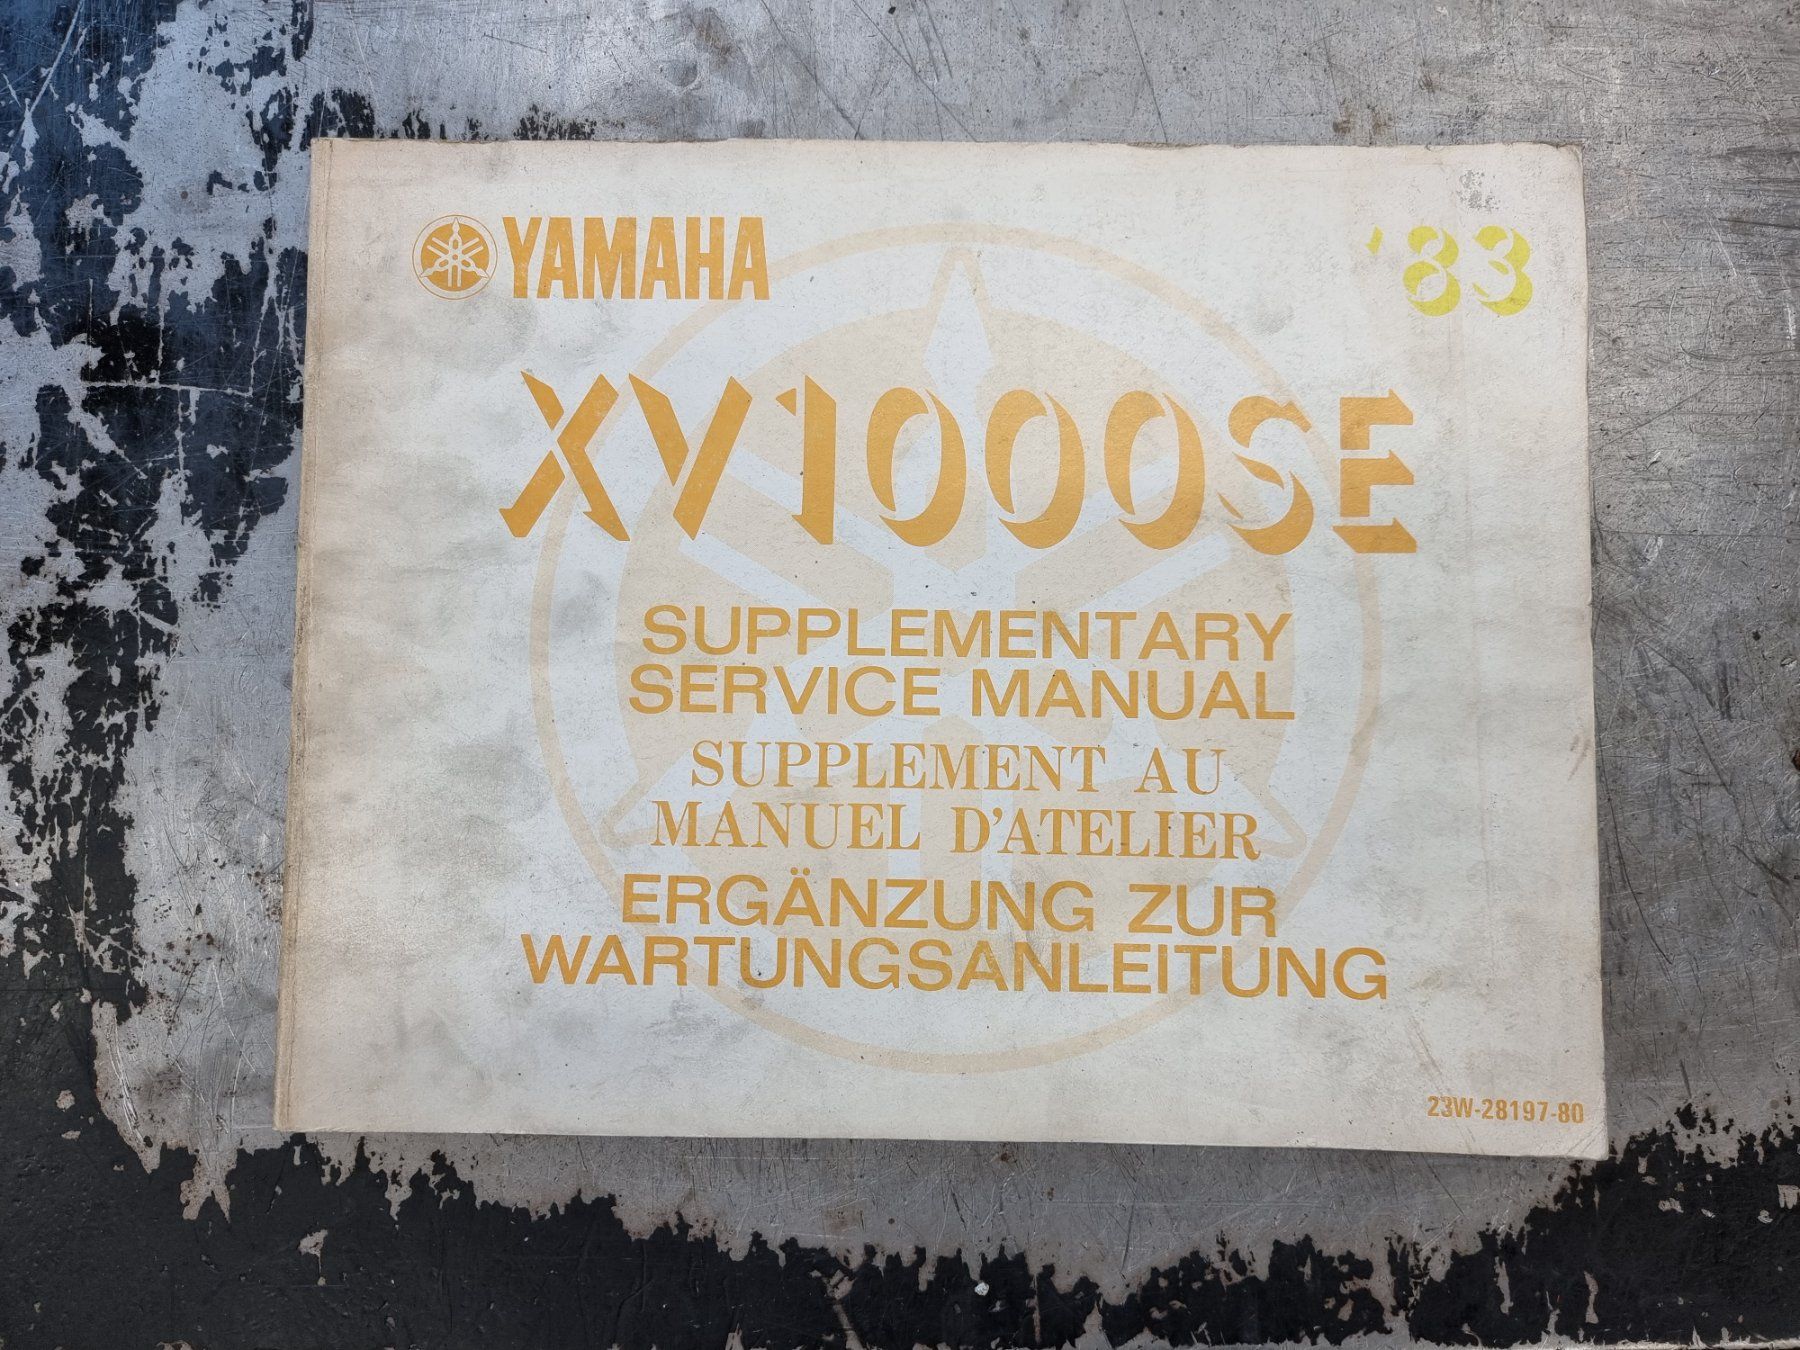 YAMAHA
'83
XV1000SE
SUPPLEMENTARY
SERVICE MANUAL
SUPPLEMENT AU
MANUEL D'ATELIER
ERGÄNZUNG ZUR
WARTUNGSANLEITUNG
23W-28197-80